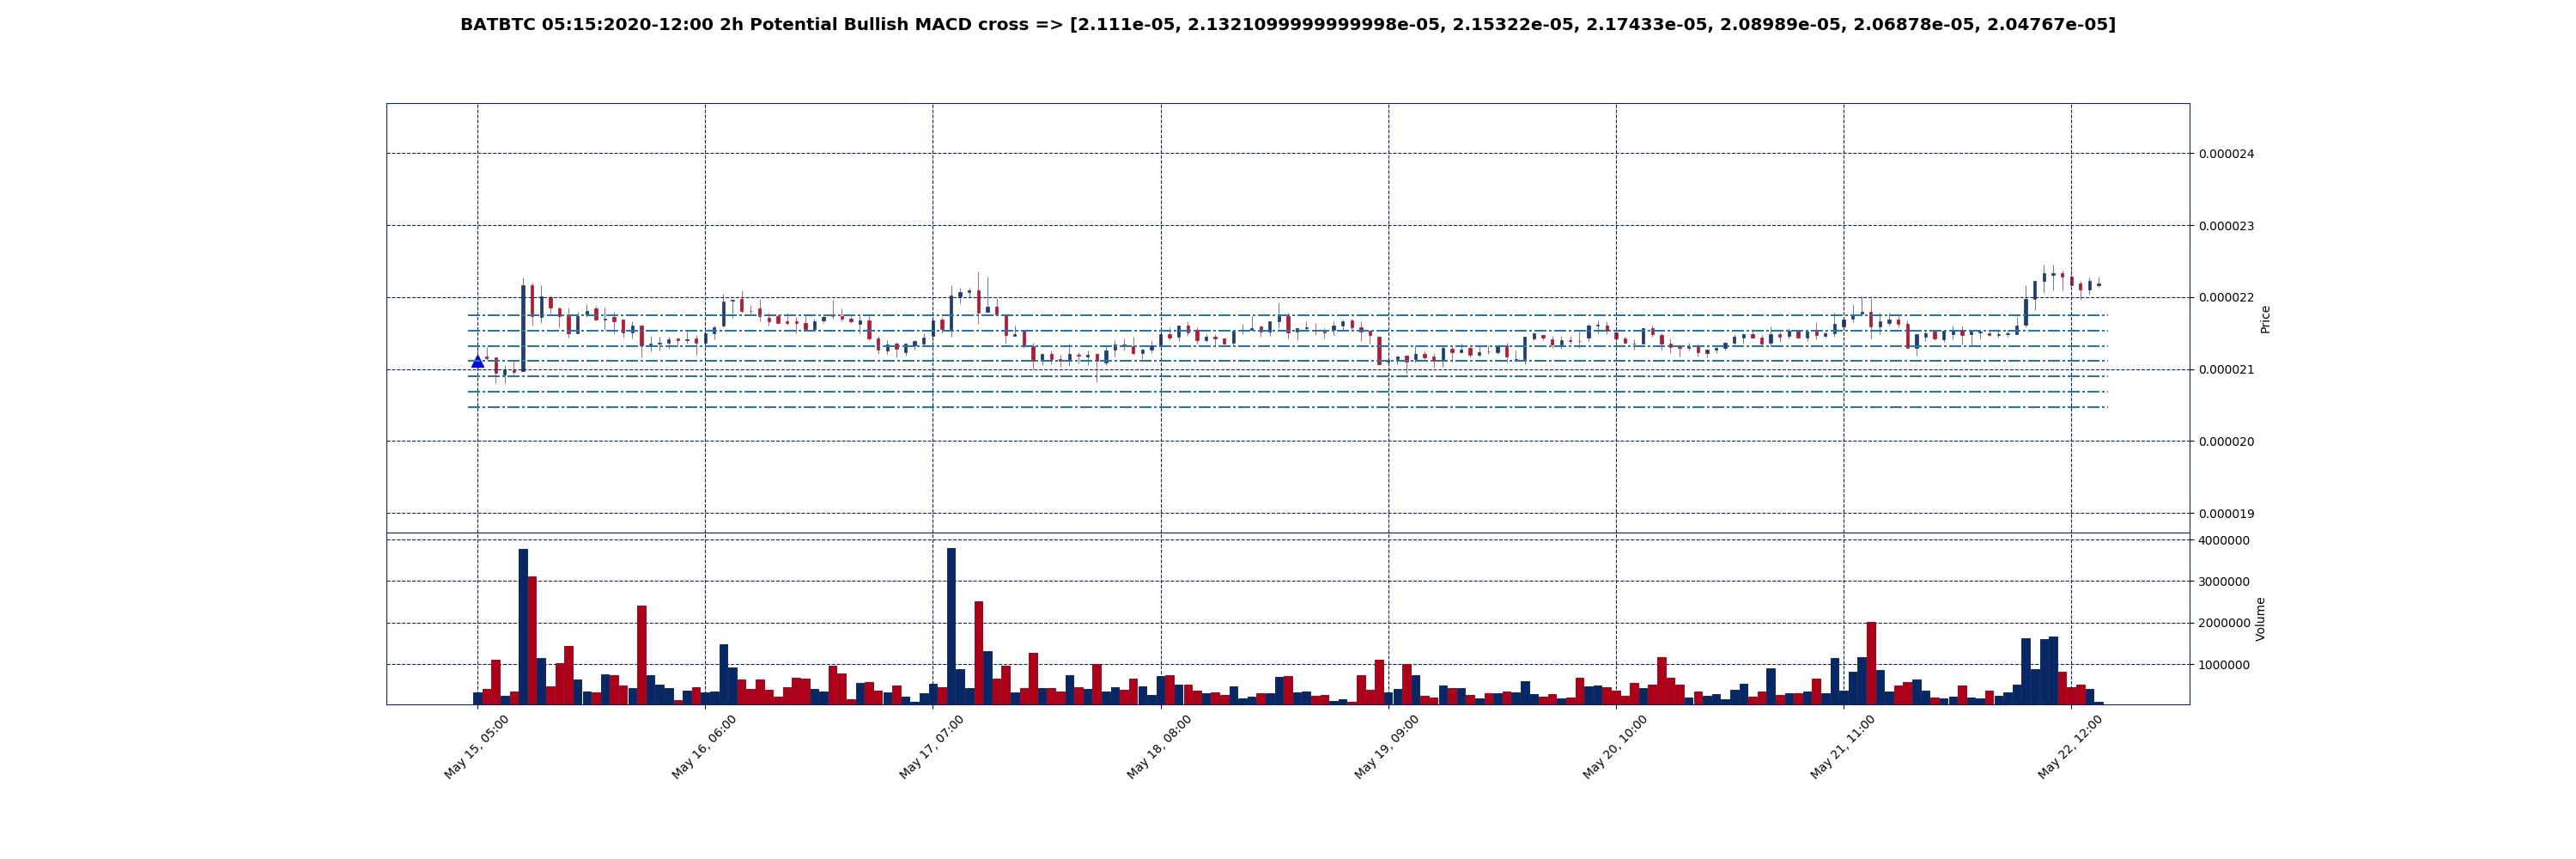 BATBTC 05:15:2020-12:00 2h Potential Bullish MACD cross => [2.111e-05, 2.1321099999999998e-05, 2.15322e-05, 2.17433e-05, 2.08989e-05, 2.06878e-05, 2.04767e-05]
0.000024
0.000023
0.000022
0.000021
0.000020
0.000019
Price
4000000
3000000
2000000
1000000
Volume
May 15, 05:00
May 16, 06:00
May 17, 07:00
May 18, 08:00
May 19, 09:00
May 20, 10:00
May 21, 11:00
May 22, 12:00